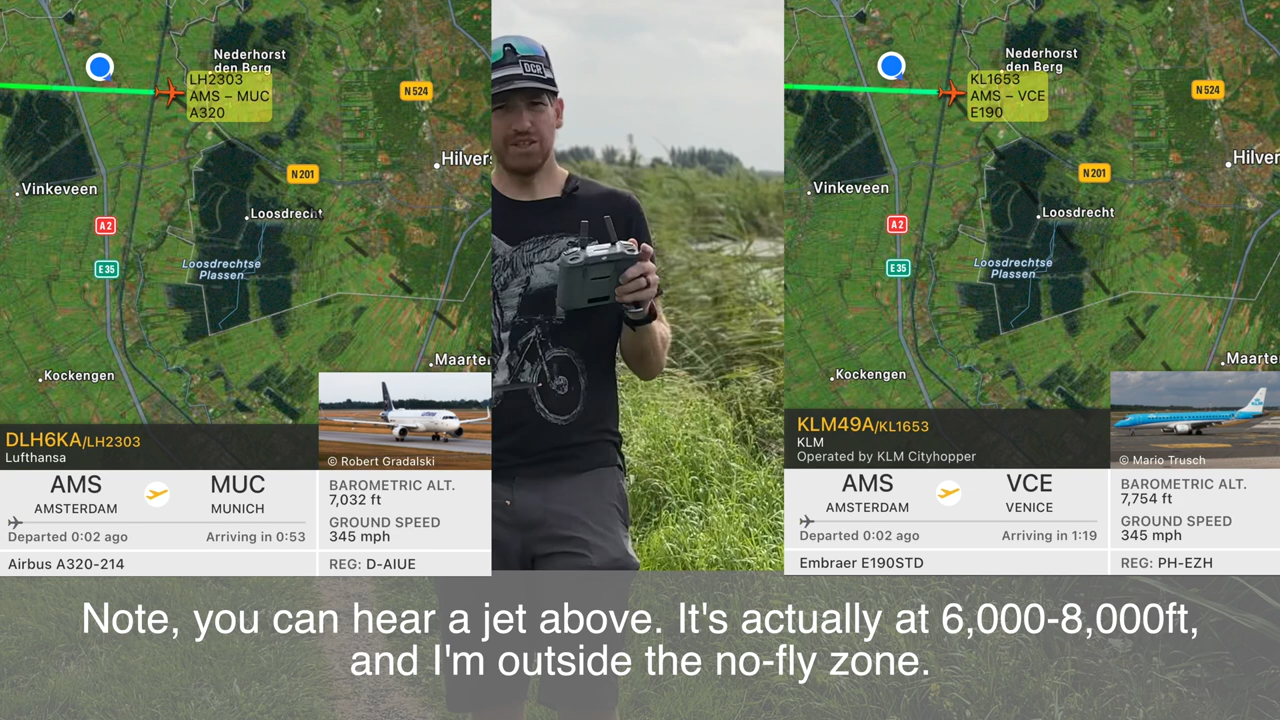 Nederhorst
den Berg
LH2303
AMS – MUC
A320
N524
Hilvers
N201
Vinkeveen
Loosdrecht
A2
E35
Loosdrechtse
Plassen
Maarte
Kockengen
DLH6KA/LH2303
Lufthansa
© Robert Gradalski
AMS
MUC
AMSTERDAM
MUNICH
Departed 0:02 ago
Arriving in 0:53
Airbus A320-214
BAROMETRIC ALT.
7,032 ft
GROUND SPEED
345 mph
REG: D-AIUE
DCR
Nederhorst
den Berg
KL1653
AMS – VCE
E190
N524
Hilver
N201
Vinkeveen
Loosdrecht
A2
E35
Loosdrechtse
Plassen
Maarte
Kockengen
KLM49A/KL1653
KLM
Operated by KLM Cityhopper
© Mario Trusch
AMS
VCE
AMSTERDAM
VENICE
Departed 0:02 ago
Arriving in 1:19
Embraer E190STD
BAROMETRIC ALT.
7,754 ft
GROUND SPEED
345 mph
REG: PH-EZH
Note, you can hear a jet above. It's actually at 6,000-8,000ft,
and I'm outside the no-fly zone.